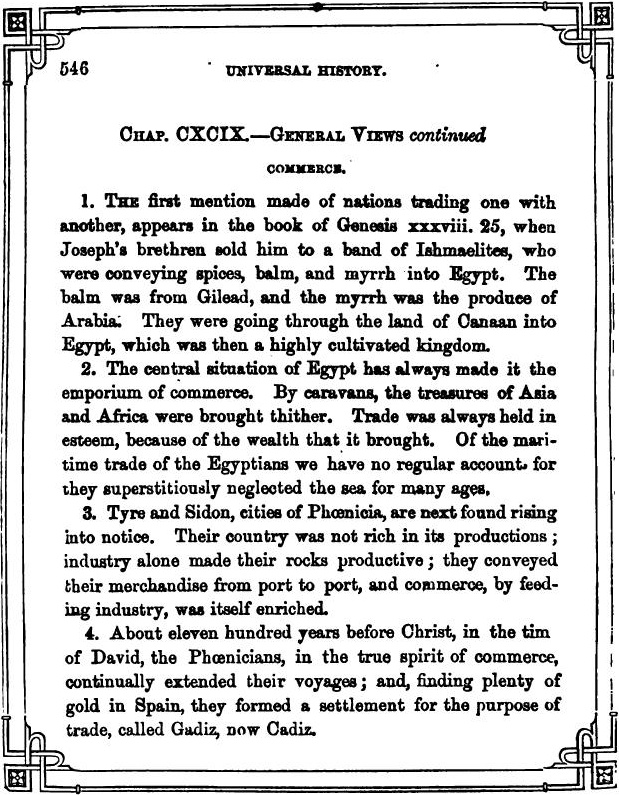 546 UNIVERSAL HISTORY.
CHAP. CXCIX.—GENERAL VIEWS continued
COMMERCE.
1. THE first mention made of nations trading one with
another, appears in the book of Genesis xxxviii. 25, when
Joseph's brethren sold him to a band of Ishmaelites, who
were conveying spices, balm, and myrrh into Egypt. The
balm was from Gilead, and the myrrh was the produce of
Arabia. They were going through the land of Canaan into
Egypt, which was then a highly cultivated kingdom.
2. The central situation of Egypt has always made it the
emporium of commerce. By caravans, the treasures of Asia
and Africa were brought thither. Trade was always held in
esteem, because of the wealth that it brought. Of the mari-
time trade of the Egyptians we have no regular account, for
they superstitiously neglected the sea for many ages.
3. Tyre and Sidon, cities of Phœnicia, are next found rising
into notice. Their country was not rich in its productions;
industry alone made their rocks productive; they conveyed
their merchandise from port to port, and commerce, by feed-
ing industry, was itself enriched.
4. About eleven hundred years before Christ, in the tim
of David, the Phœnicians, in the true spirit of commerce,
continually extended their voyages; and, finding plenty of
gold in Spain, they formed a settlement for the purpose of
trade, called Gadiz, now Cadiz.